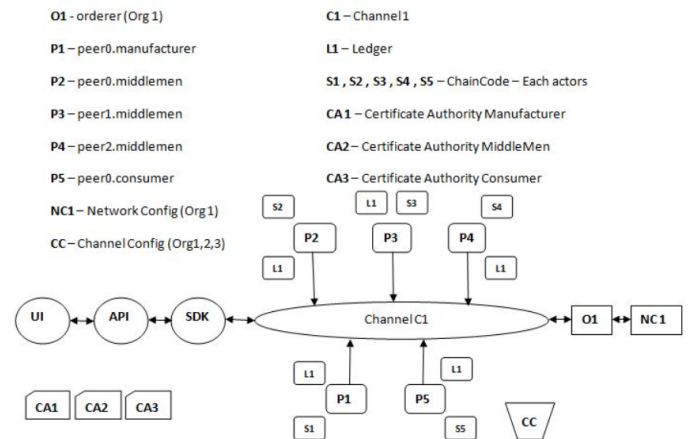 O1 - orderer (Org 1)
P1 – peer0.manufacturer
P2 – peer0.middlemen
P3 – peer1.middlemen
P4 – peer2.middlemen
P5 – peer0.consumer
NC1 – Network Config (Org 1)
CC – Channel Config (Org1,2,3)
C1 – Channel1
L1 – Ledger
S1 , S2 , S3 , S4 , S5 – ChainCode – Each actors
CA1 – Certificate Authority Manufacturer
CA2 – Certificate Authority MiddleMen
CA3 – Certificate Authority Consumer
S2
L1
S3
S4
P2
P3
P4
L1
L1
UI
API
SDK
Channel C1
O1
NC 1
L1
L1
CA1
CA2
CA3
P1
P5
CC
S1
S5